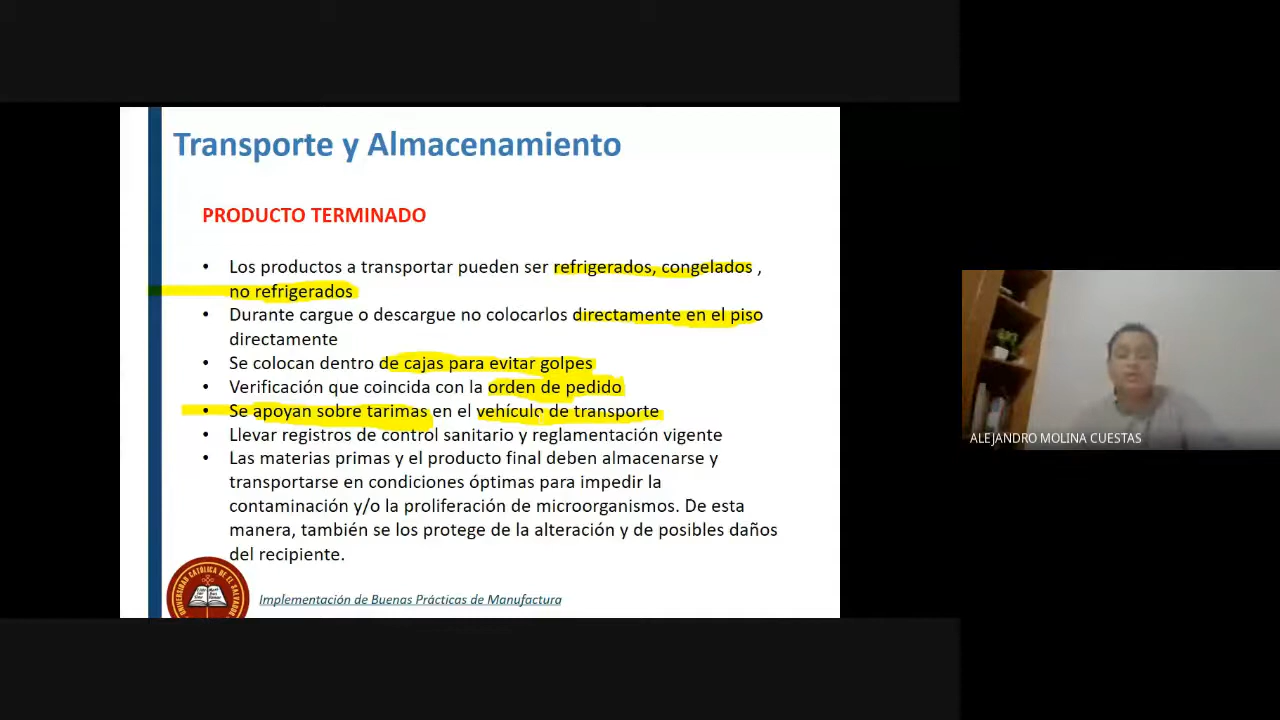 Transporte y Almacenamiento
PRODUCTO TERMINADO
• Los productos a transportar pueden ser refrigerados, congelados ,
no refrigerados
• Durante cargue o descargue no colocarlos directamente en el piso
directamente
• Se colocan dentro de cajas para evitar golpes
• Verificación que coincida con la orden de pedido
• Se apoyan sobre tarimas en el vehículo de transporte
• Llevar registros de control sanitario y reglamentación vigente
• Las materias primas y el producto final deben almacenarse y
transportarse en condiciones óptimas para impedir la
contaminación y/o la proliferación de microorganismos. De esta
manera, también se los protege de la alteración y de posibles daños
del recipiente.
UNIVERSIDAD CATOLICA DE EL SALVADOR
Implementación de Buenas Prácticas de Manufactura
ALEJANDRO MOLINA CUESTAS